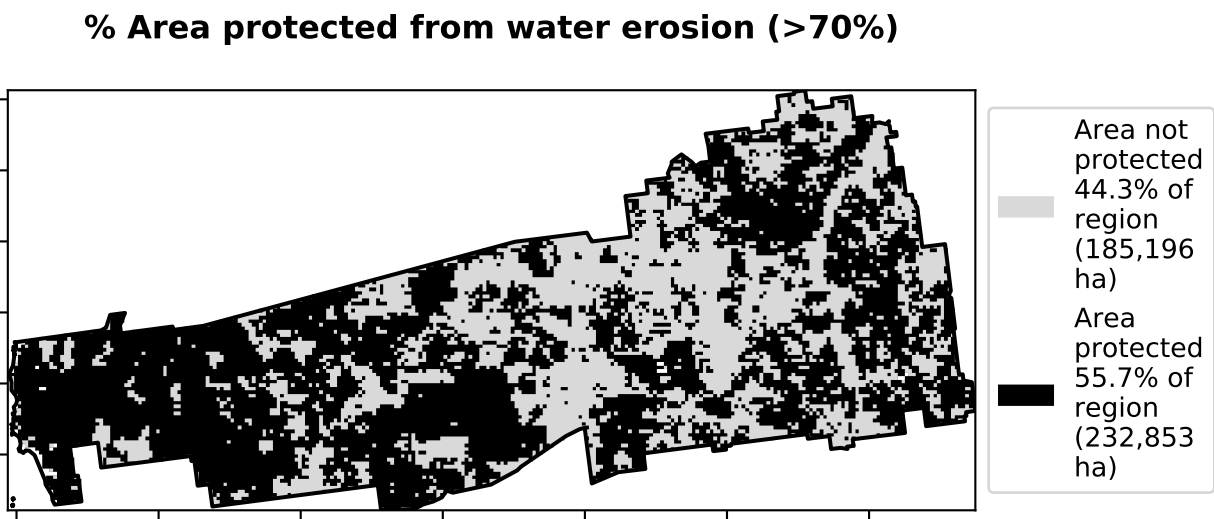 % Area protected from water erosion (>70%)
Area not
protected
44.3% of
region
(185,196
ha)
Area
protected
55.7% of
region
(232,853
ha)